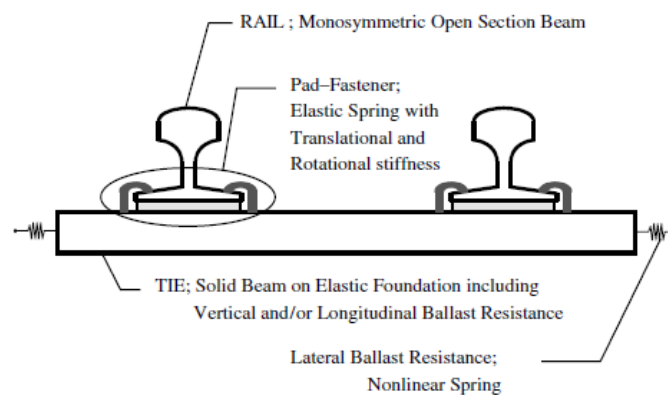 RAIL ; Monosymmetric Open Section Beam
Pad–Fastener;
Elastic Spring with
Translational and
Rotational stiffness
TIE; Solid Beam on Elastic Foundation including
Vertical and/or Longitudinal Ballast Resistance
Lateral Ballast Resistance;
Nonlinear Spring